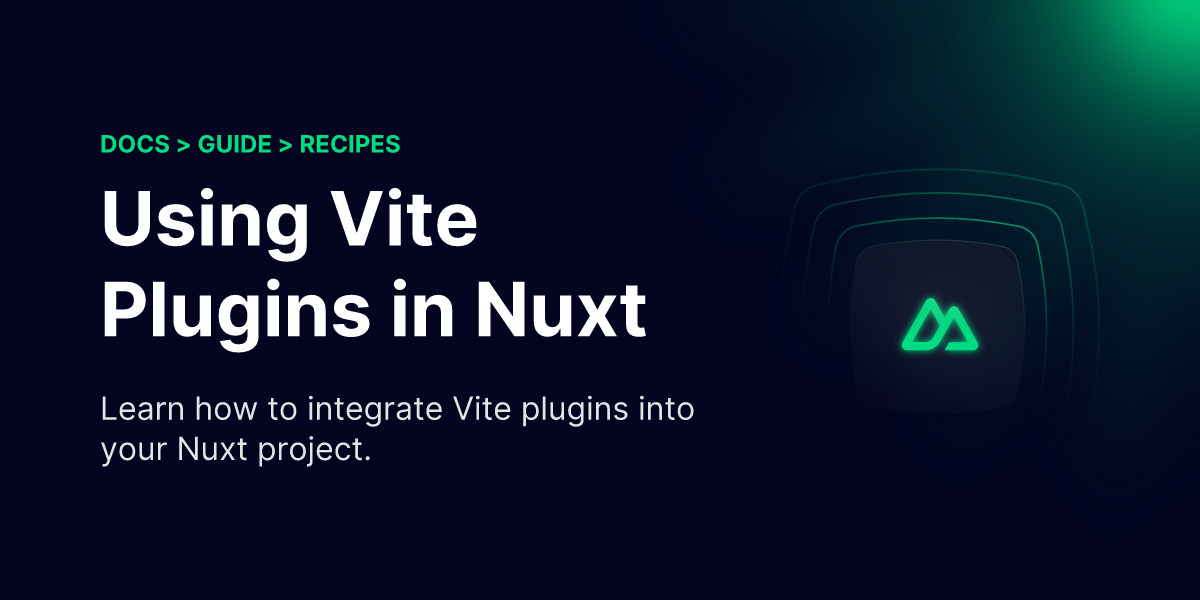 DOCS > GUIDE > RECIPES
Using Vite
Plugins in Nuxt
Learn how to integrate Vite plugins into
your Nuxt project.